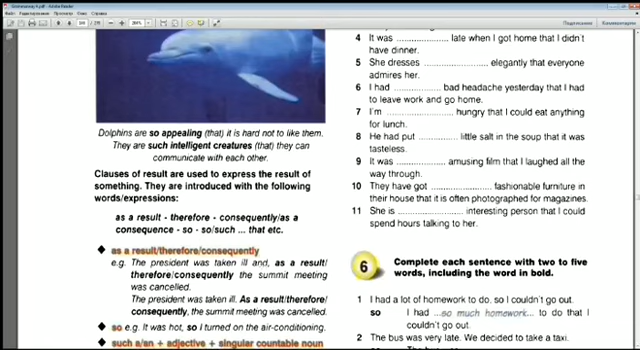 Dolphins are so appealing (that) it is hard not to like them.
They are such intelligent creatures (that) they can
communicate with each other.
Clauses of result are used to express the result of
something. They are introduced with the following
words/expressions:
as a result - therefore - consequently/as a
consequence - so - so/such ... that etc.
◆ as a result/therefore/consequently
e.g. The president was taken ill and, as a result/
therefore/consequently the summit meeting
was cancelled.
The president was taken ill. As a result/therefore/
consequently, the summit meeting was cancelled.
◆ so e.g. It was hot, so I turned on the air-conditioning.
◆ such a/an + adjective + singular countable noun
4 It was .................... late when I got home that I didn't
have dinner.
5 She dresses .................... elegantly that everyone
admires her.
6 I had .................... bad headache yesterday that I had
to leave work and go home.
7 I'm .................... hungry that I could eat anything
for lunch.
8 He had put .................... little salt in the soup that it was
tasteless.
9 It was .................... amusing film that I laughed all the
way through.
10 They have got .................... fashionable furniture in
their house that it is often photographed for magazines.
11 She is .................... interesting person that I could
spend hours talking to her.
6 Complete each sentence with two to five
words, including the word in bold.
1 I had a lot of homework to do, so I couldn't go out.
so I had ...so much homework... to do that I
couldn't go out.
2 The bus was very late. We decided to take a taxi.